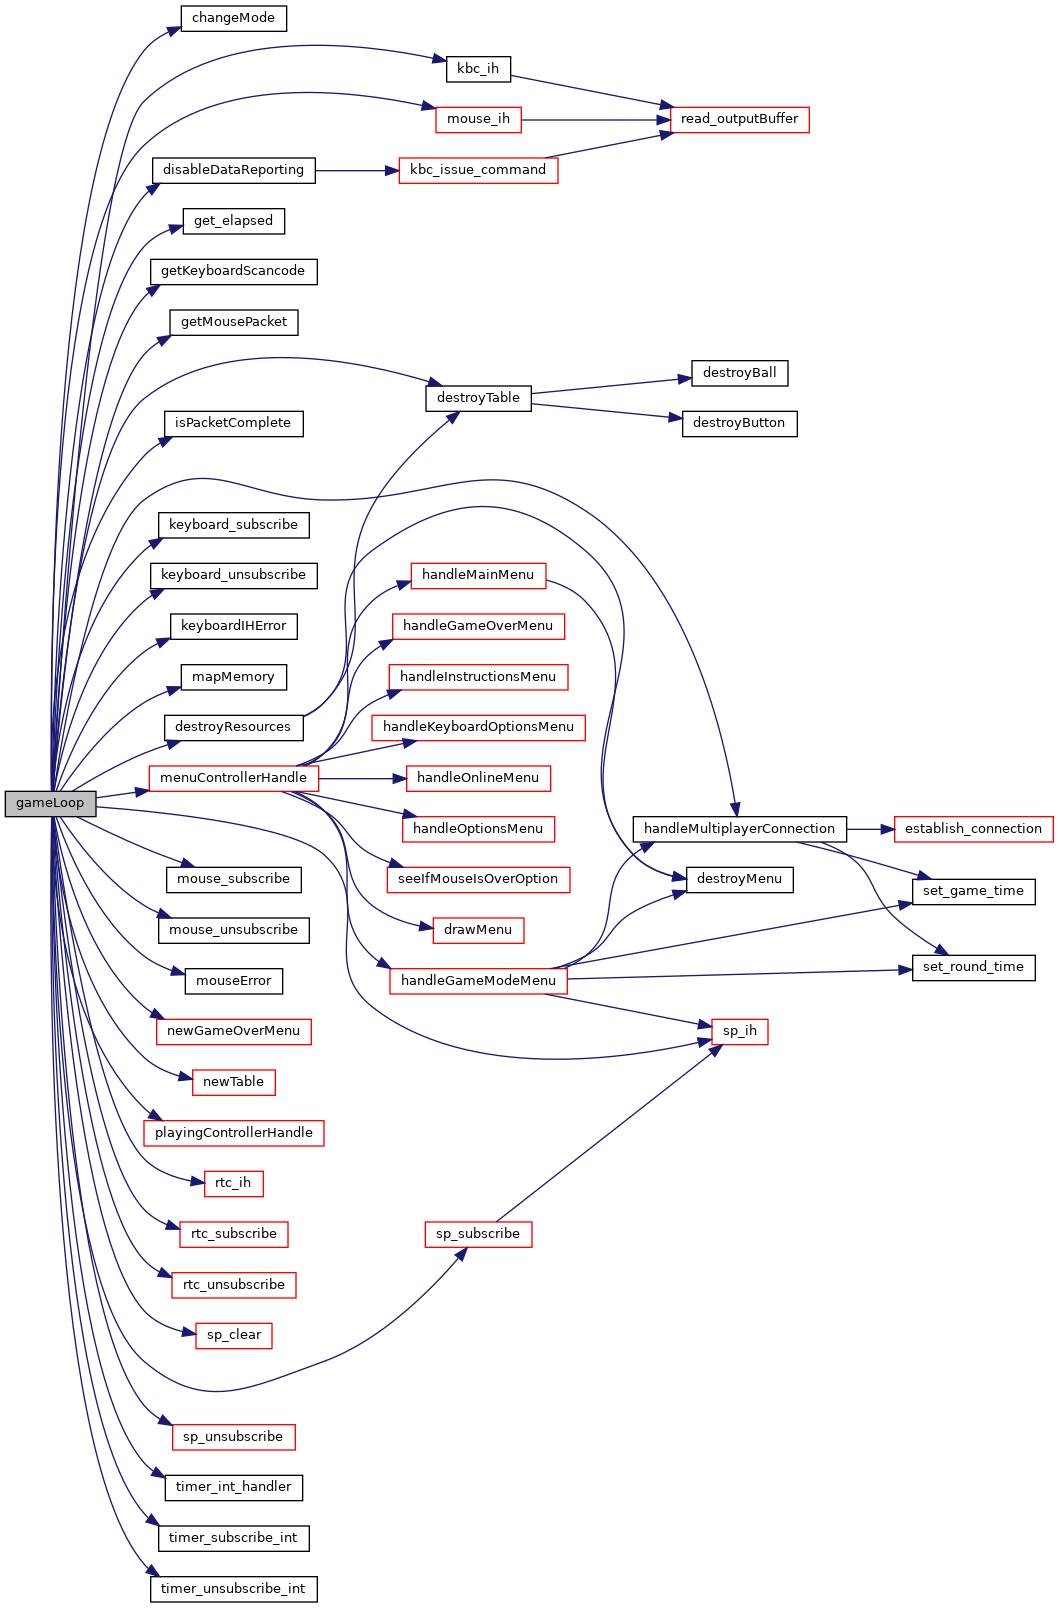 changeMode
kbc_ih
mouse_ih
read_outputBuffer
disableDataReporting
kbc_issue_command
get_elapsed
getKeyboardScancode
getMousePacket
destroyBall
destroyTable
destroyButton
isPacketComplete
keyboard_subscribe
keyboard_unsubscribe
handleMainMenu
keyboardIHError
handleGameOverMenu
mapMemory
handleInstructionsMenu
destroyResources
handleKeyboardOptionsMenu
menuControllerHandle
handleOnlineMenu
gameLoop
handleOptionsMenu
handleMultiplayerConnection
establish_connection
mouse_subscribe
seeIfMouseIsOverOption
destroyMenu
set_game_time
mouse_unsubscribe
drawMenu
mouseError
handleGameModeMenu
set_round_time
newGameOverMenu
sp_ih
newTable
playingControllerHandle
rtc_ih
rtc_subscribe
sp_subscribe
rtc_unsubscribe
sp_clear
sp_unsubscribe
timer_int_handler
timer_subscribe_int
timer_unsubscribe_int